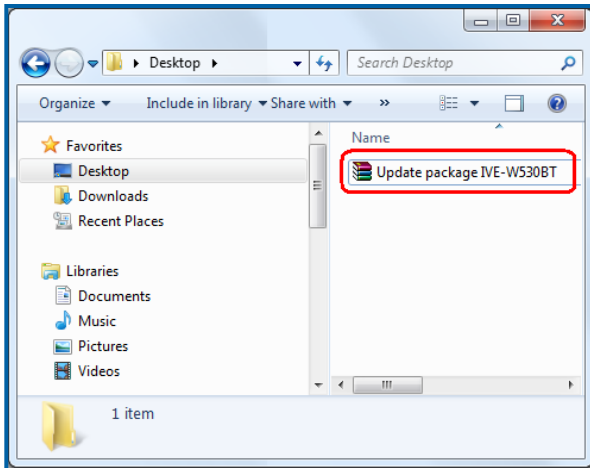 Desktop
Search Desktop
Organize
Include in library
Share with
»
Favorites
Desktop
Downloads
Recent Places
Libraries
Documents
Music
Pictures
Videos
Name
Update package IVE-W530BT
1 item